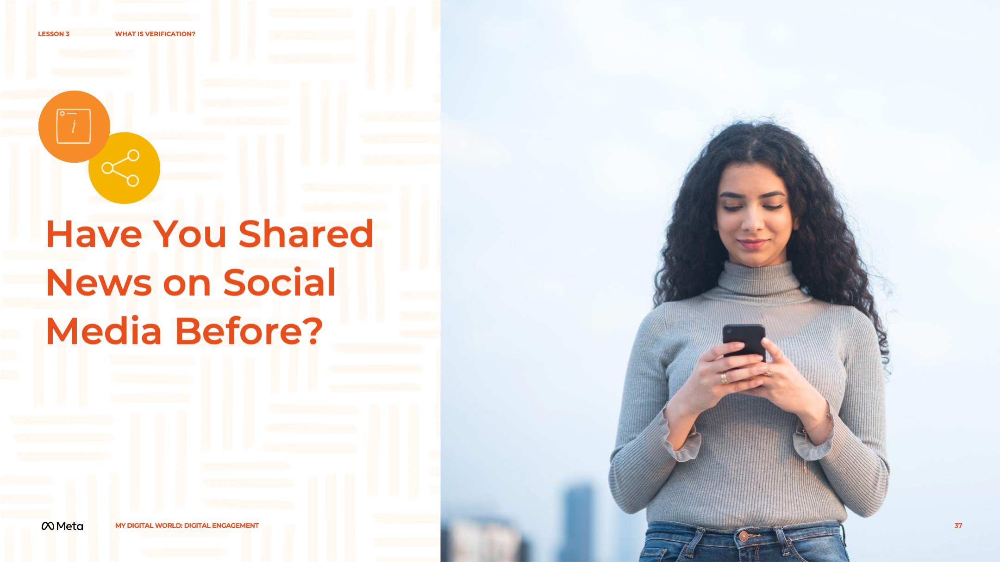 LESSON 3
WHAT IS VERIFICATION?
i
Have You Shared
News on Social
Media Before?
Meta
MY DIGITAL WORLD: DIGITAL ENGAGEMENT
37